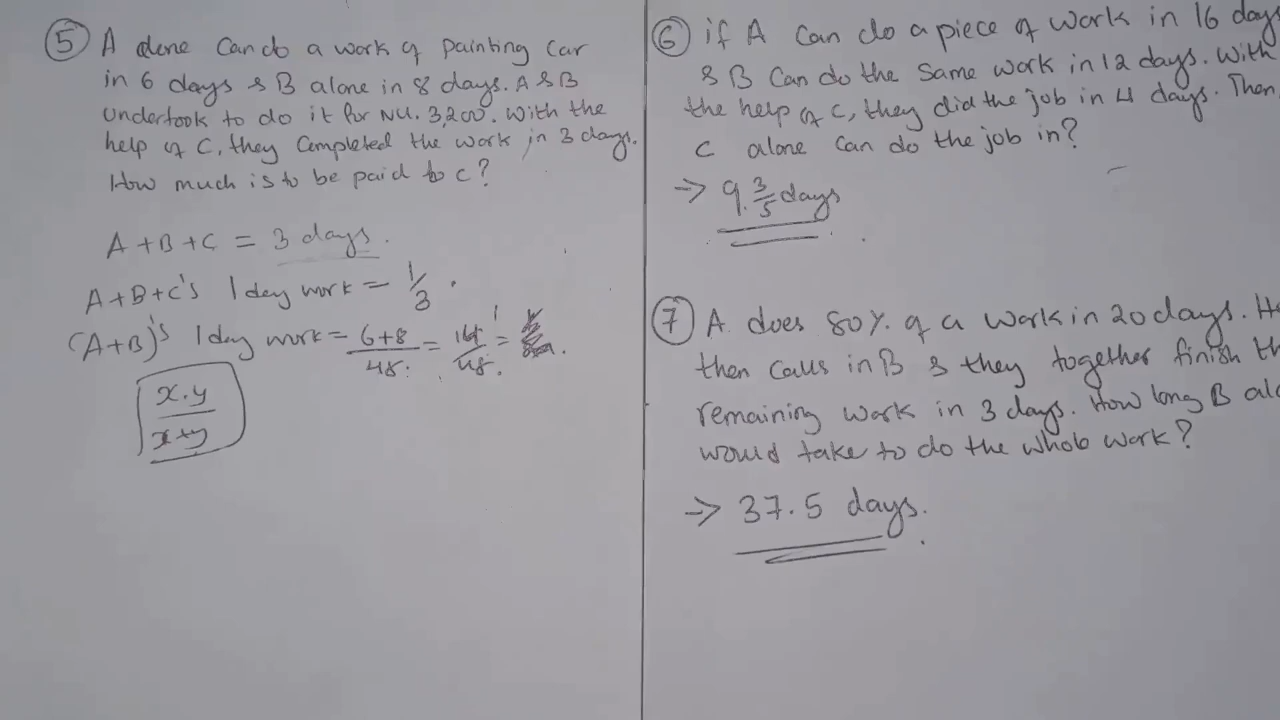 ⑤ A alone can do a work of painting car
in 6 days & B alone in 8 days. A & B
undertook to do it for NU. 3,200. With the
help of C, they completed the work in 3 days.
How much is to be paid to C?
A + B + C = 3 days.
A + B + C's 1 day work = 1/3.
(A+B)'s 1 day work = 6+8/48 = 14/48 =
x.y/x+y
⑥ if A can do a piece of work in 16 days
& B can do the same work in 12 days. With
the help of C, they did the job in 4 days. Then
C alone can do the job in?
→ 9. 3/5 days
⑦ A does 80% of a work in 20 days. He
then calls in B & they together finish th
remaining work in 3 days. How long B alo
would take to do the whole work?
→ 37.5 days.